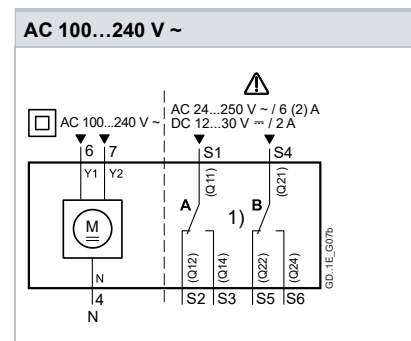 AC 100…240 V ~
AC 24...250 V ~ / 6 (2) A
AC 100...240 V ~
DC 12...30 V ⎓ / 2 A
6 7 S1 S4
Y1 Y2 (Q11) (Q21)
A 1) B
M
N (Q12) (Q14) (Q22) (Q24)
4 S2 S3 S5 S6
N
GD..1E_G07b